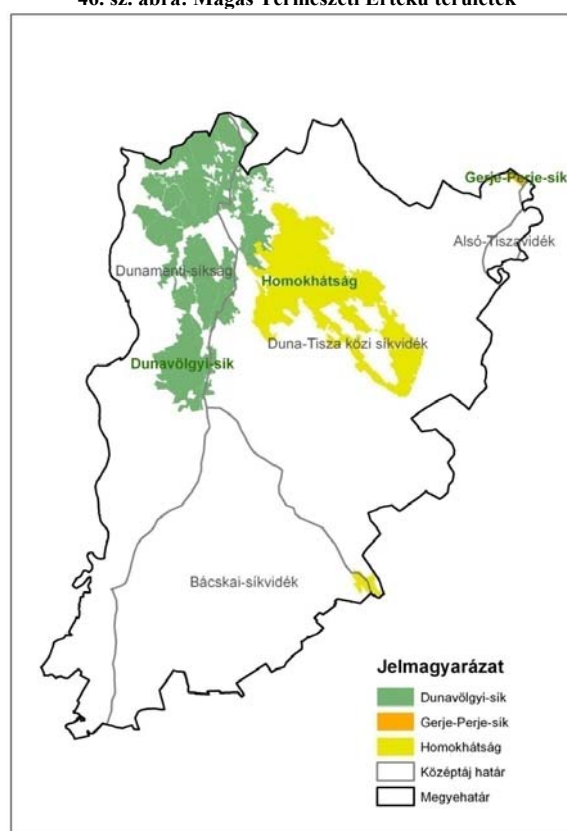 46. sz. ábra: Magas Természeti Értékű területek
Gerje-Perje-sík
Alsó-Tiszavidék
Dunamenti-síkság
Homokhátság
Duna-Tisza közi síkvidék
Dunavölgyi-sík
Bácskai-síkvidék
Jelmagyarázat
Dunavölgyi-sík
Gerje-Perje-sík
Homokhátság
Középtáj határ
Megyehatár